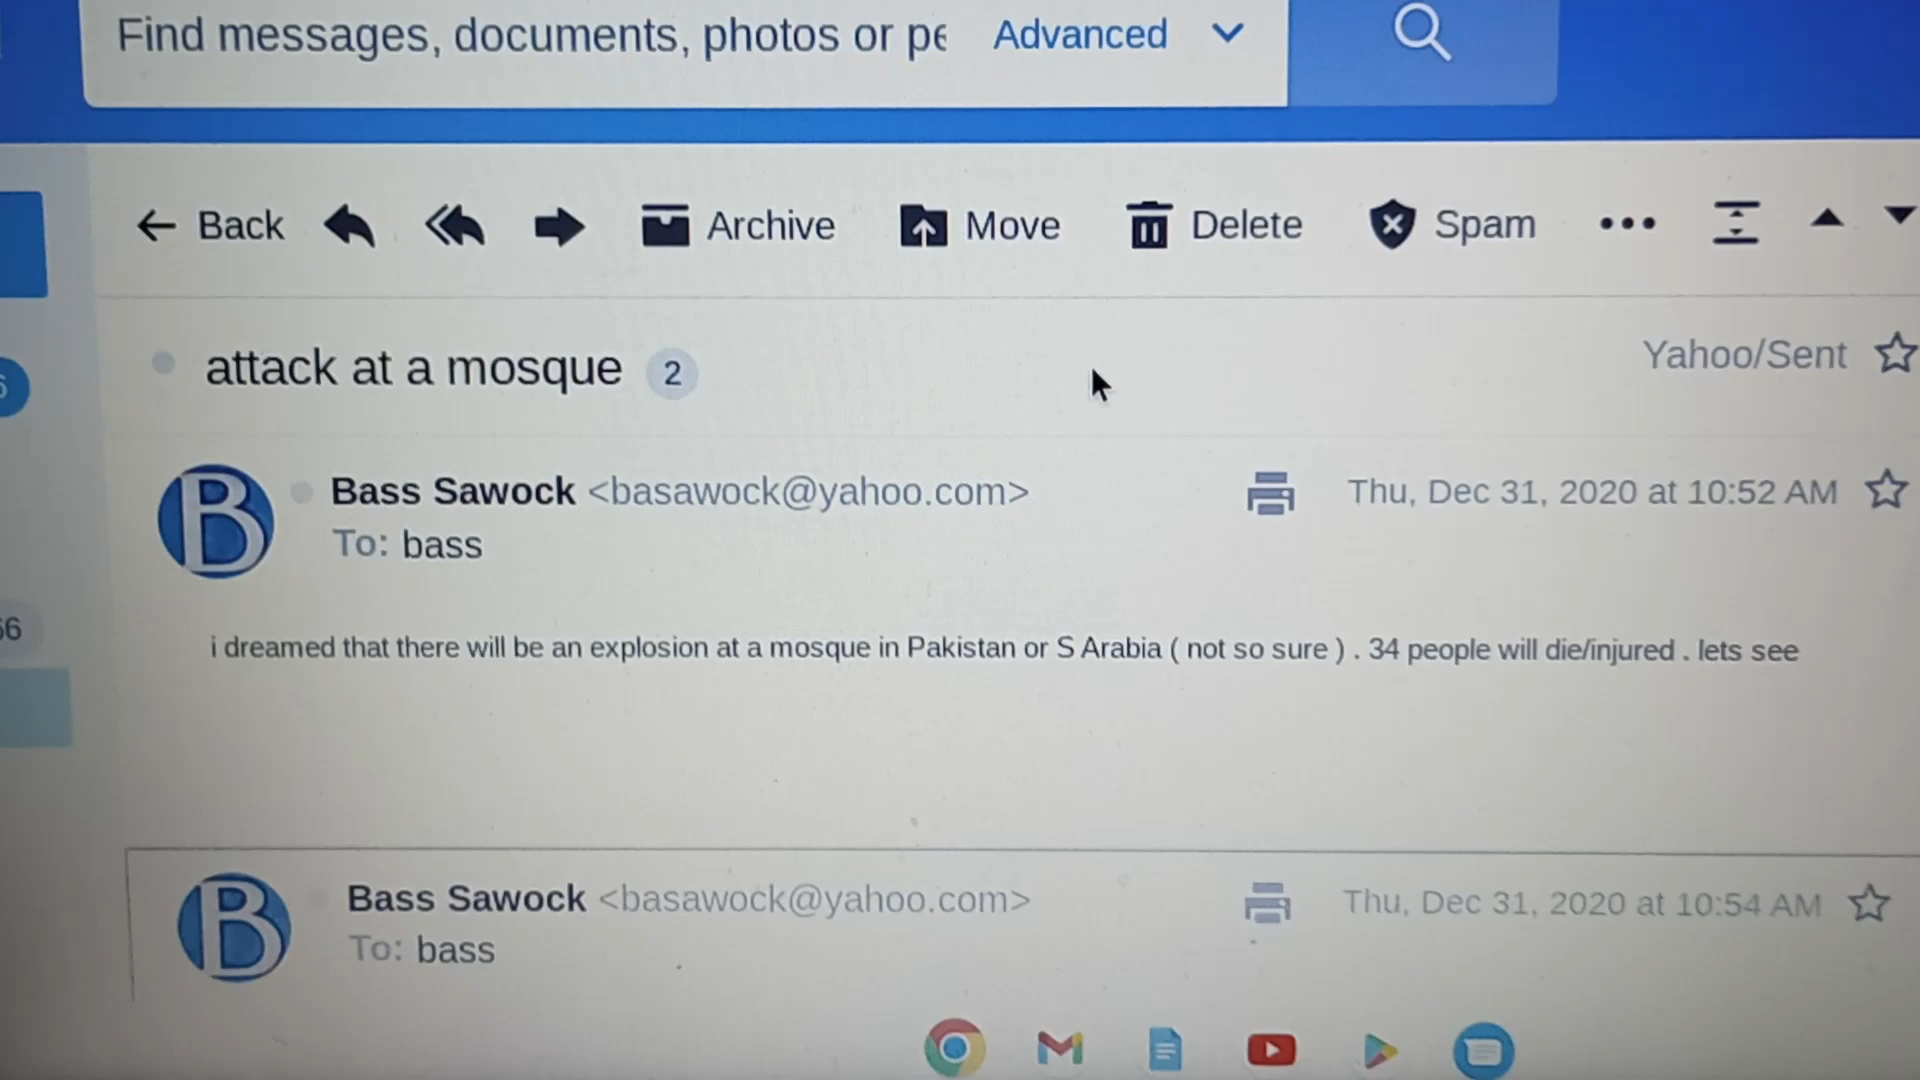 Find messages, documents, photos or pe Advanced
Back Archive Move Delete Spam
attack at a mosque 2 Yahoo/Sent
B Bass Sawock <basawock@yahoo.com> Thu, Dec 31, 2020 at 10:52 AM
To: bass
i dreamed that there will be an explosion at a mosque in Pakistan or S Arabia ( not so sure ) . 34 people will die/injured . lets see
66
B Bass Sawock <basawock@yahoo.com> Thu, Dec 31, 2020 at 10:54 AM
To: bass